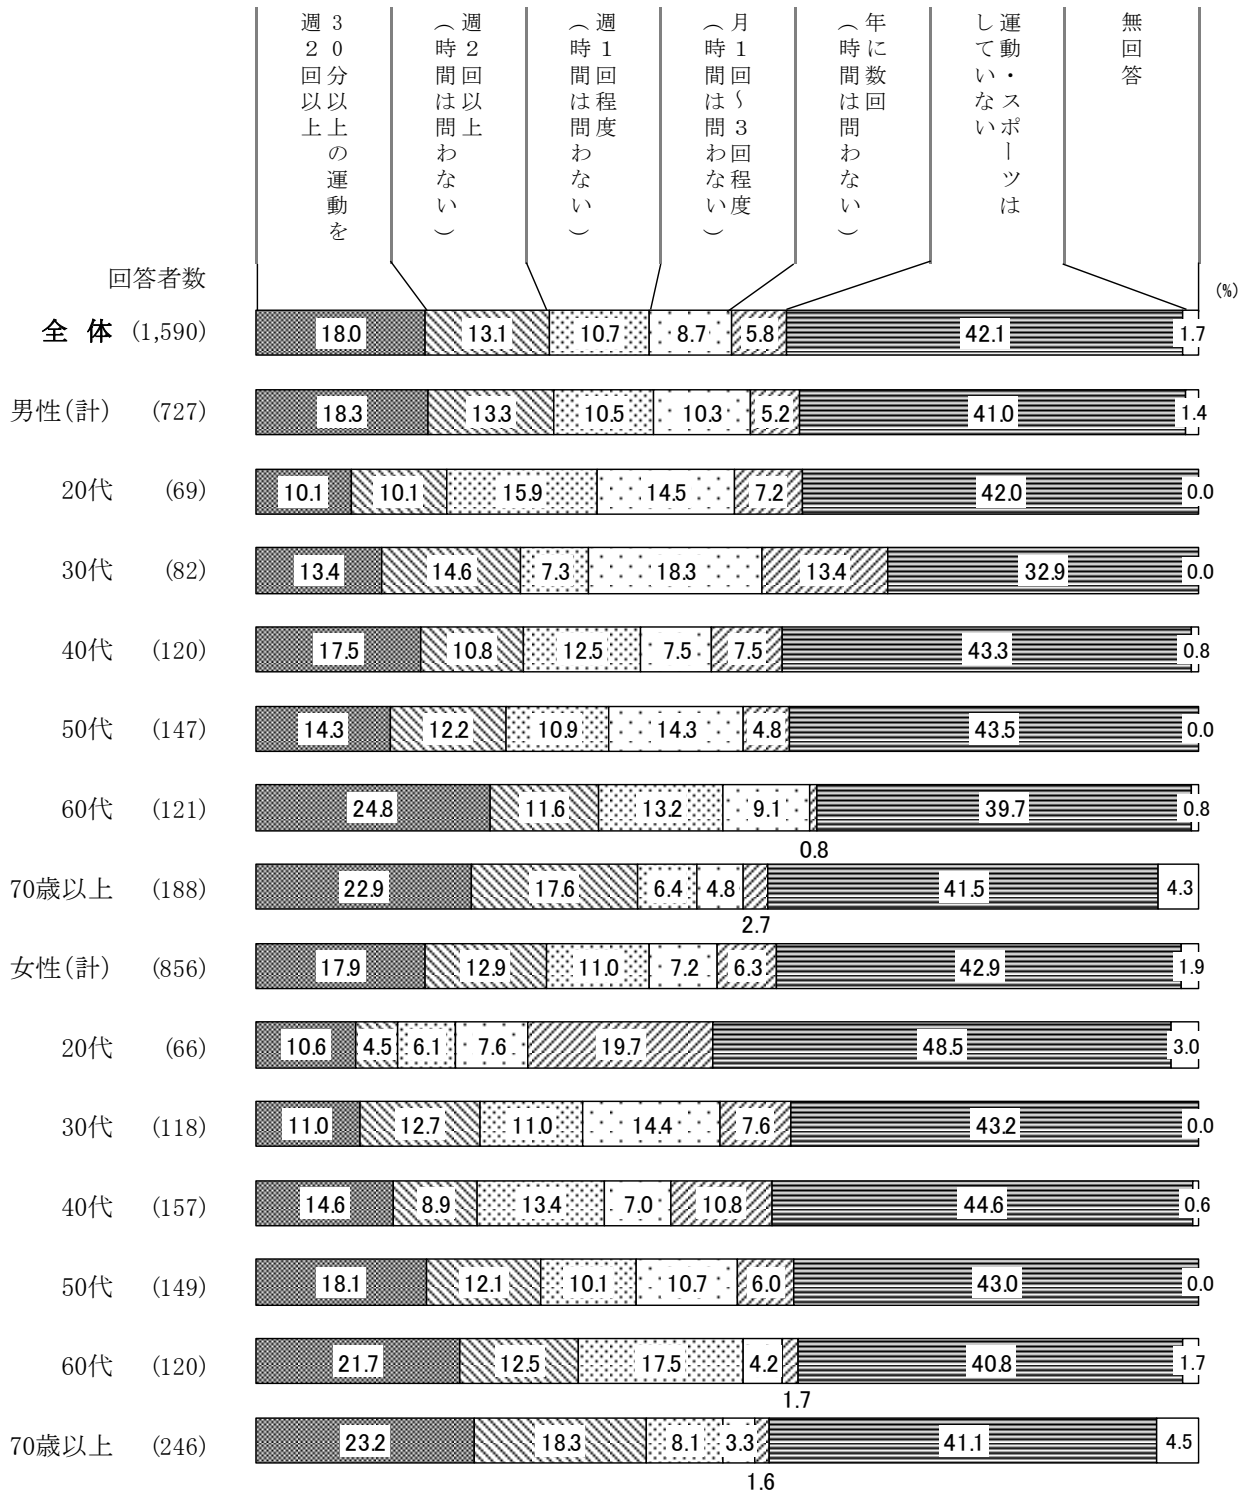 30分以上の運動を
週2回以上
週2回以上
(時間は問わない)
週1回程度
(時間は問わない)
月1回～3回程度
(時間は問わない)
年に数回
(時間は問わない)
運動・スポーツは
していない
無回答
回答者数
(%)
全体 (1,590) 18.0 13.1 10.7 8.7 5.8 42.1 1.7
男性(計) (727) 18.3 13.3 10.5 10.3 5.2 41.0 1.4
20代 (69) 10.1 10.1 15.9 14.5 7.2 42.0 0.0
30代 (82) 13.4 14.6 7.3 18.3 13.4 32.9 0.0
40代 (120) 17.5 10.8 12.5 7.5 7.5 43.3 0.8
50代 (147) 14.3 12.2 10.9 14.3 4.8 43.5 0.0
60代 (121) 24.8 11.6 13.2 9.1 39.7 0.8
0.8
70歳以上 (188) 22.9 17.6 6.4 4.8 41.5 4.3
2.7
女性(計) (856) 17.9 12.9 11.0 7.2 6.3 42.9 1.9
20代 (66) 10.6 4.5 6.1 7.6 19.7 48.5 3.0
30代 (118) 11.0 12.7 11.0 14.4 7.6 43.2 0.0
40代 (157) 14.6 8.9 13.4 7.0 10.8 44.6 0.6
50代 (149) 18.1 12.1 10.1 10.7 6.0 43.0 0.0
60代 (120) 21.7 12.5 17.5 4.2 40.8 1.7
1.7
70歳以上 (246) 23.2 18.3 8.1 3.3 41.1 4.5
1.6